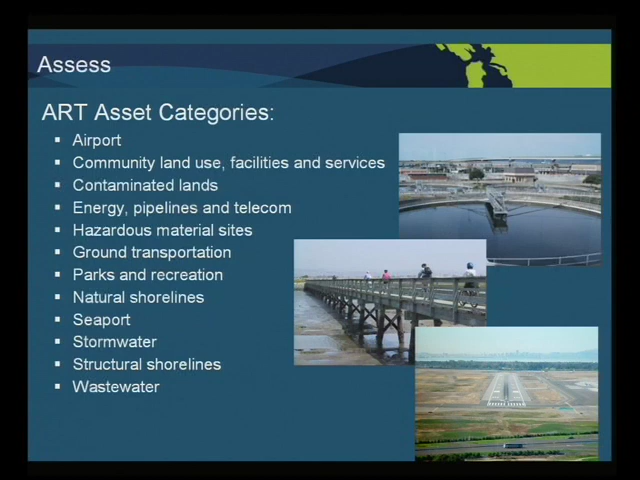 Assess
ART Asset Categories:
Airport
Community land use, facilities and services
Contaminated lands
Energy, pipelines and telecom
Hazardous material sites
Ground transportation
Parks and recreation
Natural shorelines
Seaport
Stormwater
Structural shorelines
Wastewater